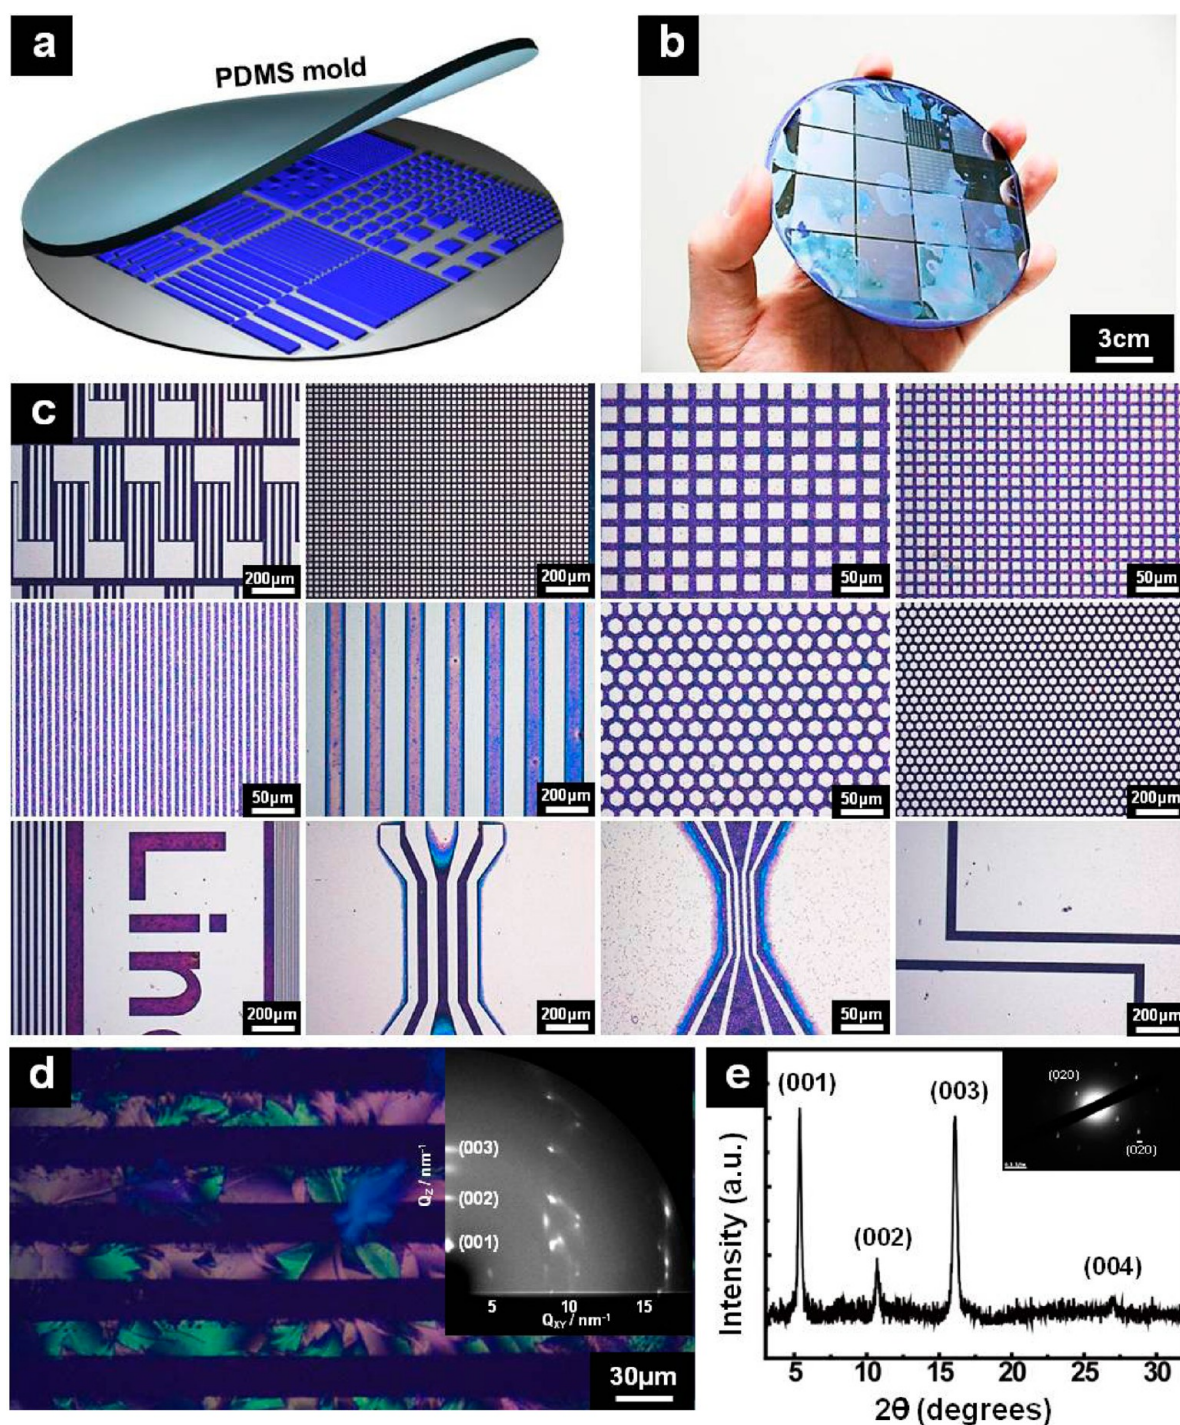 a
PDMS mold
b
3cm
c
200μm
200μm
50μm
50μm
50μm
200μm
50μm
200μm
Lin
200μm
200μm
50μm
200μm
d
Qz / nm⁻¹
(003)
(002)
(001)
5
10
15
QXY / nm⁻¹
30μm
e
Intensity (a.u.)
(001)
(002)
(003)
(004)
(020)
(02̄0)
5
10
15
20
25
30
2θ (degrees)